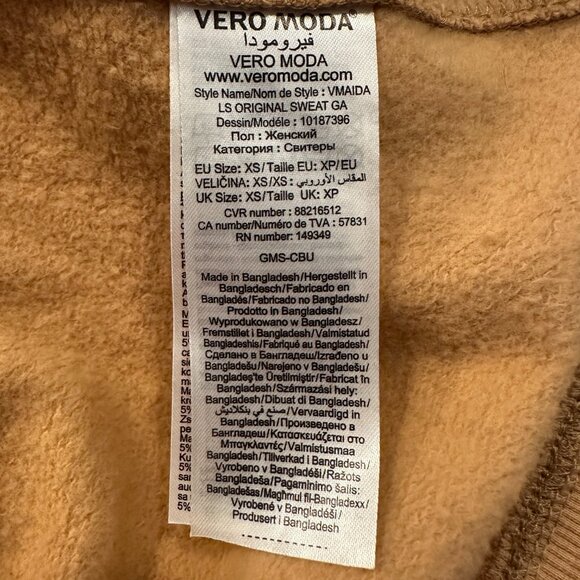 VERO MODA®
فيرومودا
VERO MODA
www.veromoda.com
Style Name/Nom de Style : VMAIDA
LS ORIGINAL SWEAT GA
Dessin/Modéle : 10187396
Пол : Женский
Категория : Свитеры
EU Size: XS/Taille EU: XP/EU
VELIČINA: XS/XS : المقاس الأوروبي
UK Size: XS/Taille UK: XP
CVR number : 88216512
CA number/Numéro de TVA : 57831
RN number: 149349
GMS-CBU
Made in Bangladesh/Hergestellt in
Bangladesch/Fabricado en
Bangladés/Fabricado no Bangladesh/
Prodotto in Bangladesh/
Wyprodukowano w Bangladesz/
Fremstillet i Bangladesh/Valmistatud
Bangladeshis/Fabriqué au Bangladesh/
Сделано в Бангладеш/Izrađeno u
Bangladešu/Narejeno v Bangladešu/
Bangladeş'te Üretilmiştir/Fabricat în
Bangladesh/Származási hely:
Bangladesh/Dibuat di Bangladesh/
صنع في بنكلاديش/Vervaardigd in
Bangladesh/Произведено в
Бангладеш/Κατασκευάζεται στο
Μπαγκλαντές/Valmistusmaa
Bangladesh/Tillverkad i Bangladesh/
Vyrobeno v Bangladéši/Ražots
Bangladeša/Pagaminimo šalis:
Bangladešas/Magħmul fil-Bangladexx/
Vyrobené v Bangladéši/
Produsert i Bangladesh